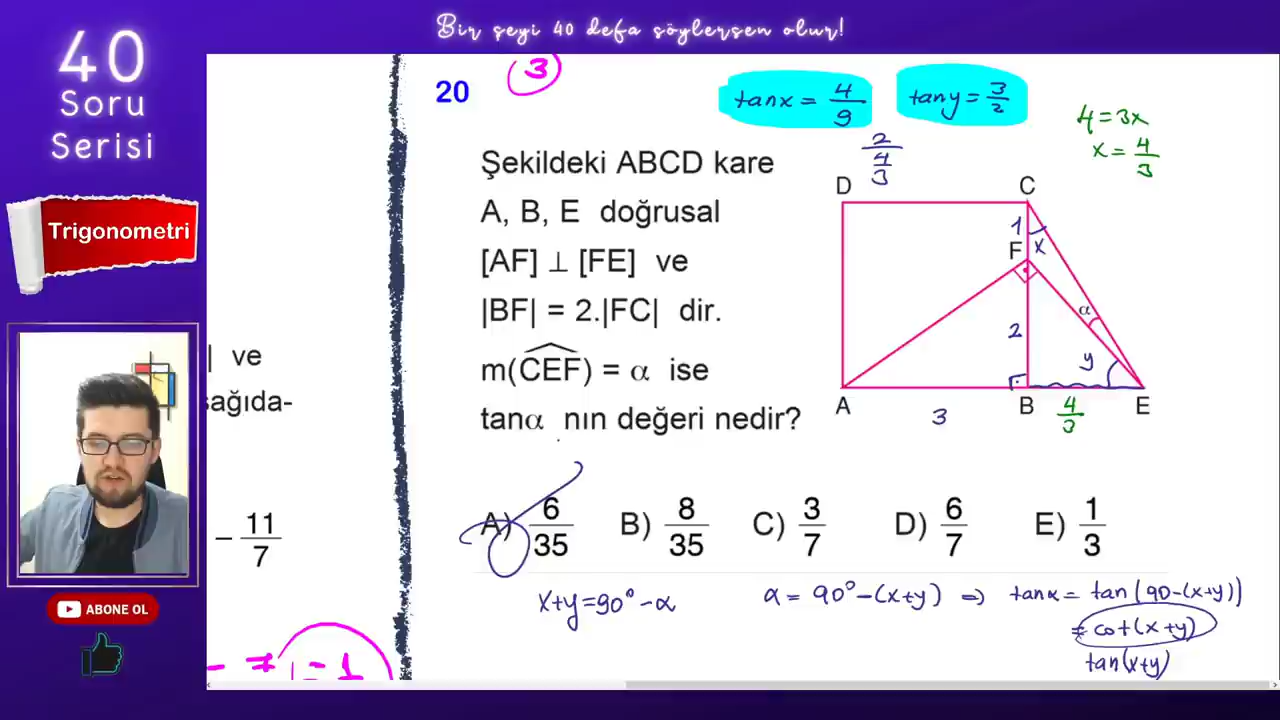 Bir şeyi 40 defa söylersen olur!
40
Soru
Serisi
Trigonometri
| ve
sağıda-
− 11/7
ABONE OL
3
20
tanx = 4/9
tany = 3/2
2/(4/3)
4 = 3x
x = 4/3
Şekildeki ABCD kare
A, B, E doğrusal
[AF] ⊥ [FE] ve
|BF| = 2.|FC| dir.
m(CEF) = α ise
tanα nın değeri nedir?
D C
1
F x
α
2
y
A B E
3 4/3
A) 6/35 B) 8/35 C) 3/7 D) 6/7 E) 1/3
x+y=90°-α α = 90°-(x+y) ⇒ tanα = tan[90-(x+y)]
= cot(x+y)
tan(x+y)